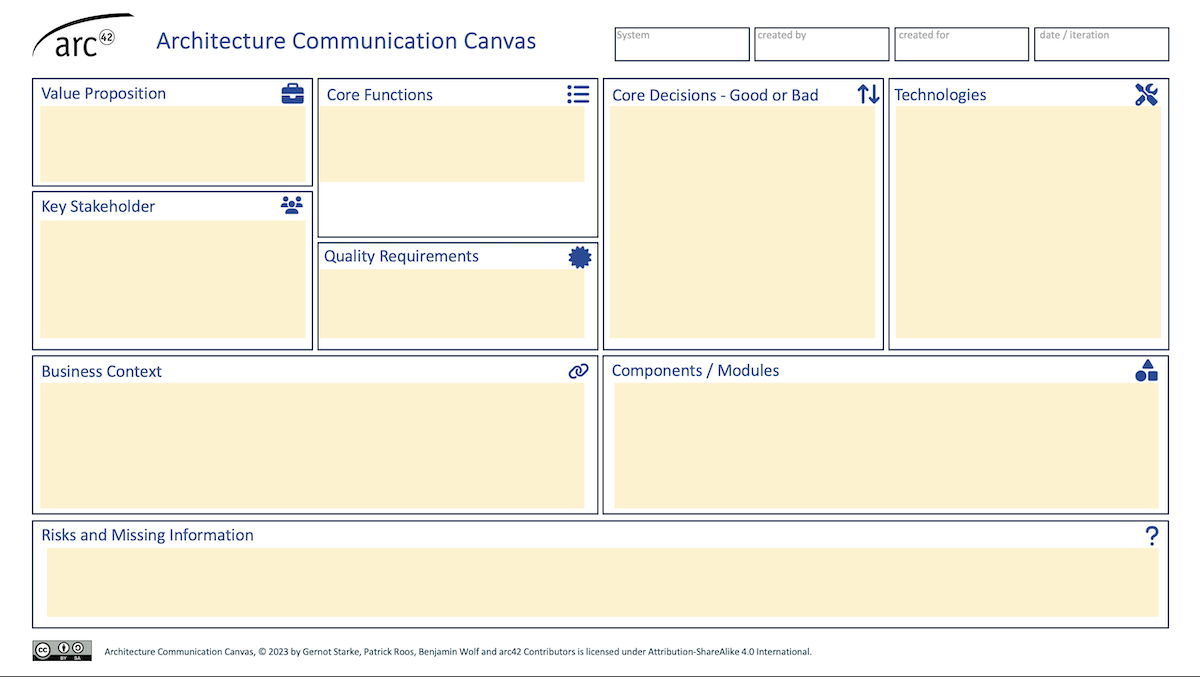 arc 42
Architecture Communication Canvas
System
created by
created for
date / iteration
Value Proposition
Core Functions
Core Decisions - Good or Bad
Technologies
Key Stakeholder
Quality Requirements
Business Context
Components / Modules
Risks and Missing Information
?
cc BY SA
Architecture Communication Canvas, © 2023 by Gernot Starke, Patrick Roos, Benjamin Wolf and arc42 Contributors is licensed under Attribution-ShareAlike 4.0 International.